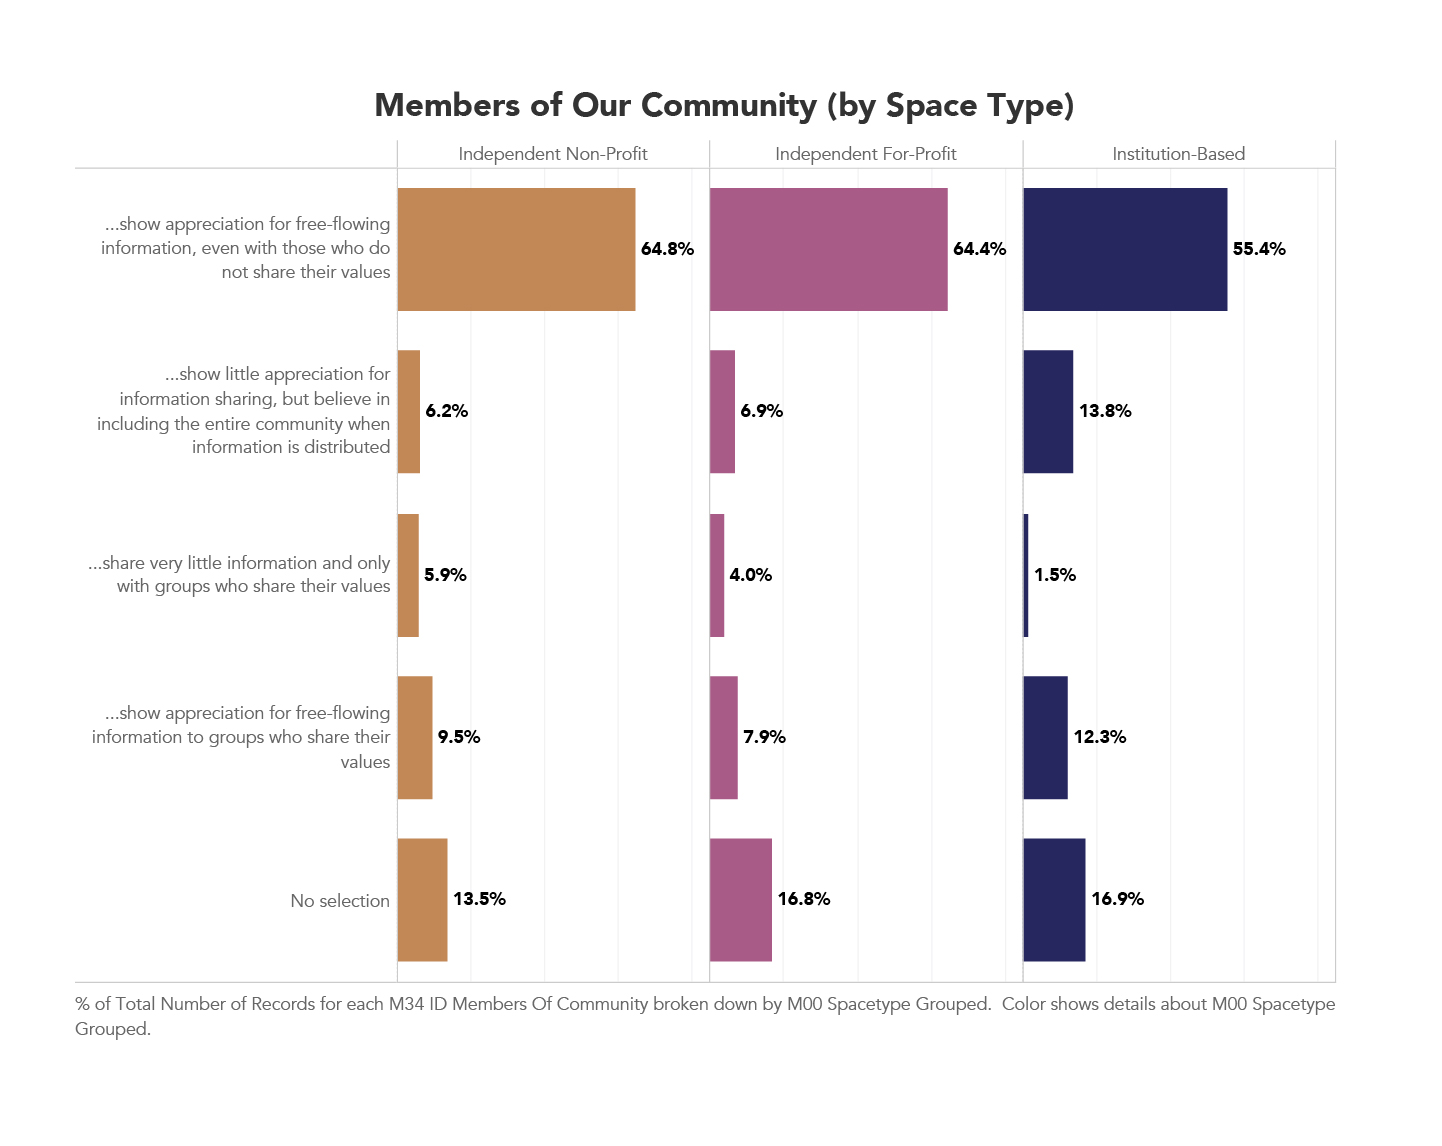 Members of Our Community (by Space Type)
Independent Non-Profit
Independent For-Profit
Institution-Based
...show appreciation for free-flowing
information, even with those who do
not share their values
64.8%
64.4%
55.4%
...show little appreciation for
information sharing, but believe in
including the entire community when
information is distributed
6.2%
6.9%
13.8%
...share very little information and only
with groups who share their values
5.9%
4.0%
1.5%
...show appreciation for free-flowing
information to groups who share their
values
9.5%
7.9%
12.3%
No selection
13.5%
16.8%
16.9%
% of Total Number of Records for each M34 ID Members Of Community broken down by M00 Spacetype Grouped.  Color shows details about M00 Spacetype
Grouped.